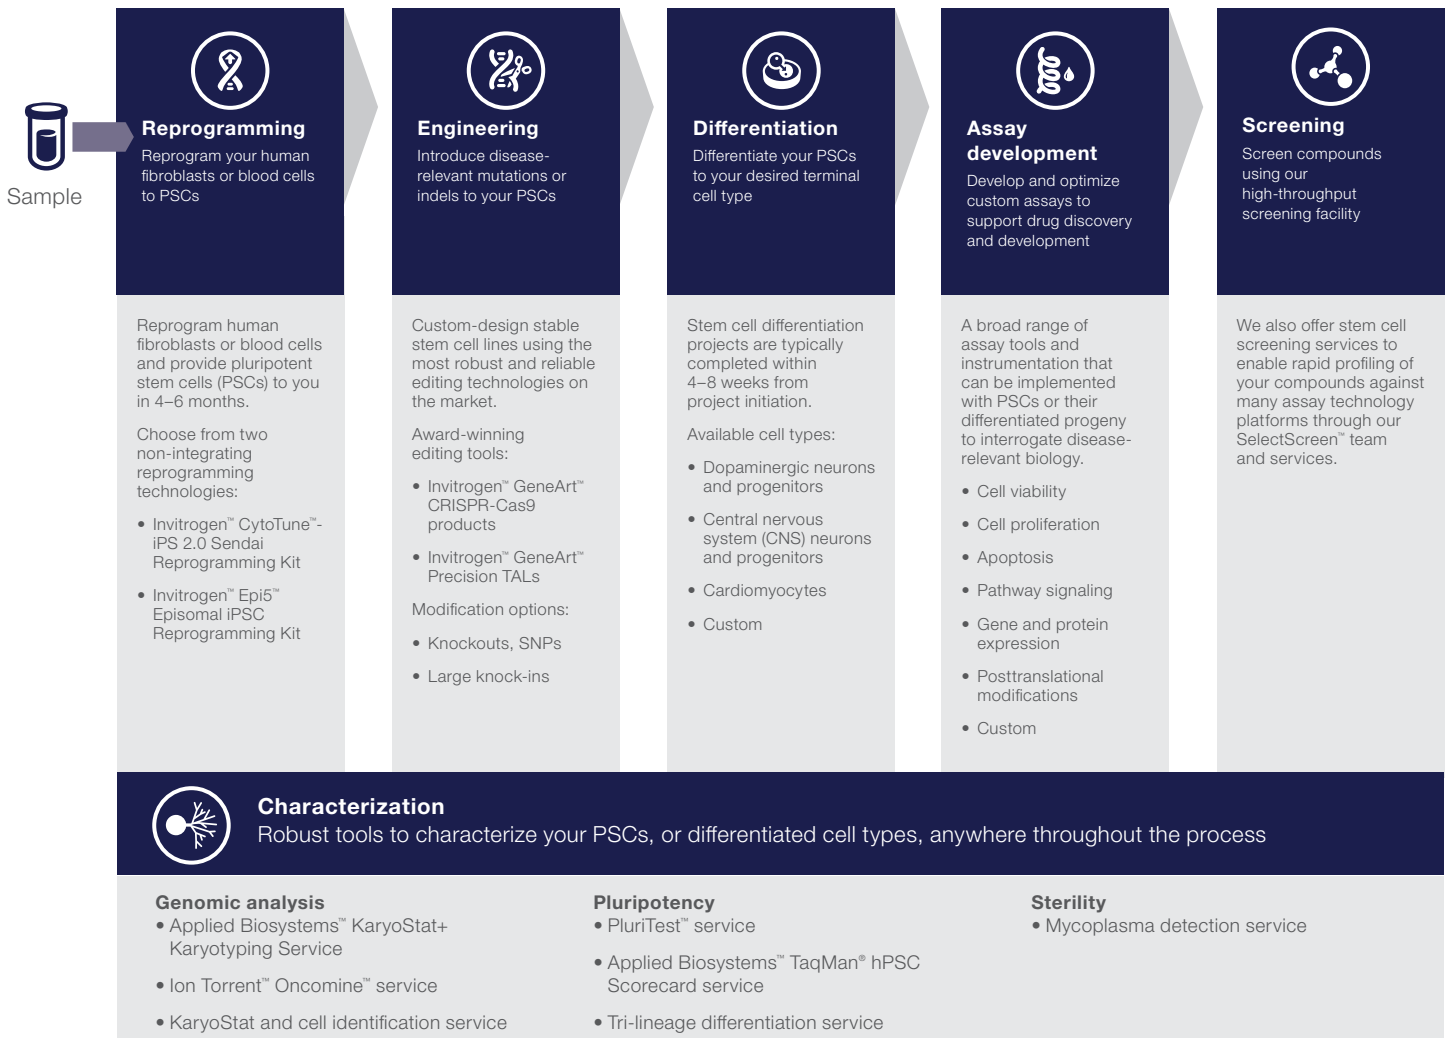 Sample
Reprogramming
Reprogram your human
fibroblasts or blood cells
to PSCs
Engineering
Introduce disease-
relevant mutations or
indels to your PSCs
Differentiation
Differentiate your PSCs
to your desired terminal
cell type
Assay
development
Develop and optimize
custom assays to
support drug discovery
and development
Screening
Screen compounds
using our
high-throughput
screening facility
Reprogram human
fibroblasts or blood cells
and provide pluripotent
stem cells (PSCs) to you
in 4–6 months.
Choose from two
non-integrating
reprogramming
technologies:
• Invitrogen™ CytoTune™-
iPS 2.0 Sendai
Reprogramming Kit
• Invitrogen™ Epi5™
Episomal iPSC
Reprogramming Kit
Custom-design stable
stem cell lines using the
most robust and reliable
editing technologies on
the market.
Award-winning
editing tools:
• Invitrogen™ GeneArt™
CRISPR-Cas9
products
• Invitrogen™ GeneArt™
Precision TALs
Modification options:
• Knockouts, SNPs
• Large knock-ins
Stem cell differentiation
projects are typically
completed within
4–8 weeks from
project initiation.
Available cell types:
• Dopaminergic neurons
and progenitors
• Central nervous
system (CNS) neurons
and progenitors
• Cardiomyocytes
• Custom
A broad range of
assay tools and
instrumentation that
can be implemented
with PSCs or their
differentiated progeny
to interrogate disease-
relevant biology.
• Cell viability
• Cell proliferation
• Apoptosis
• Pathway signaling
• Gene and protein
expression
• Posttranslational
modifications
• Custom
We also offer stem cell
screening services to
enable rapid profiling of
your compounds against
many assay technology
platforms through our
SelectScreen™ team
and services.
Characterization
Robust tools to characterize your PSCs, or differentiated cell types, anywhere throughout the process
Genomic analysis
• Applied Biosystems™ KaryoStat+
Karyotyping Service
• Ion Torrent™ Oncomine™ service
• KaryoStat and cell identification service
Pluripotency
• PluriTest™ service
• Applied Biosystems™ TaqMan® hPSC
Scorecard service
• Tri-lineage differentiation service
Sterility
• Mycoplasma detection service